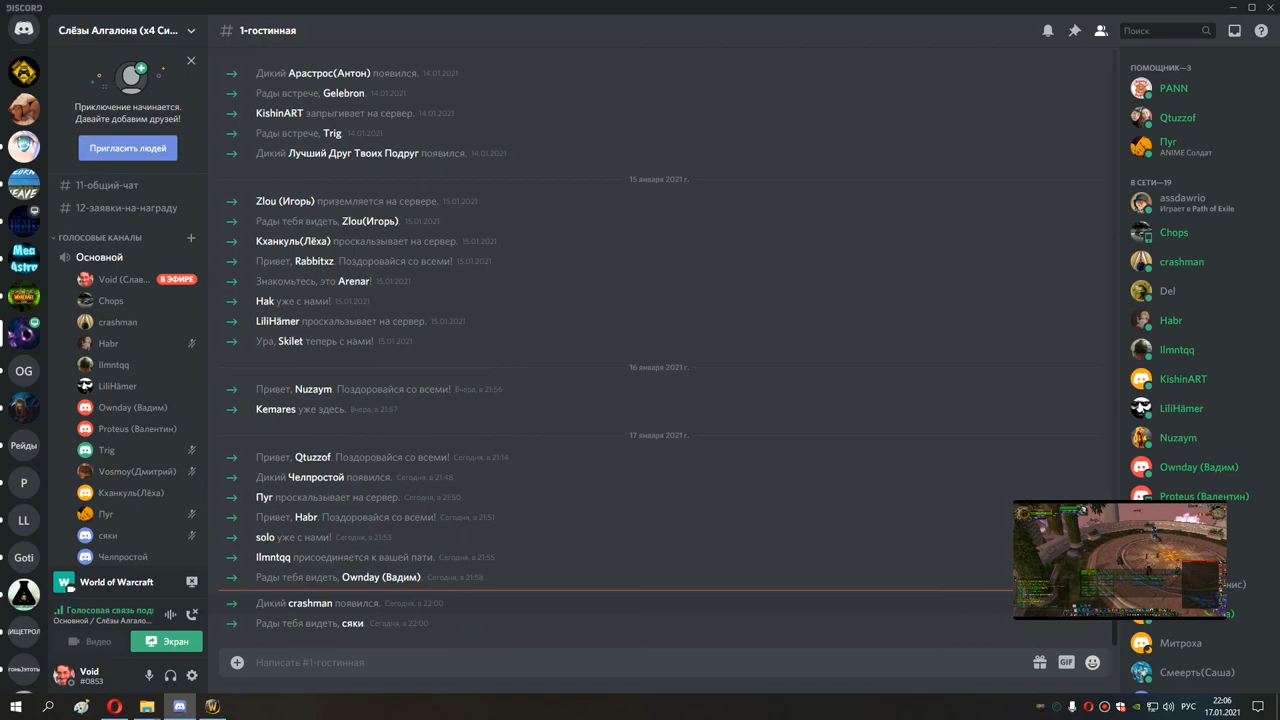 DISCORD
Слёзы Алгалона (x4 Си...
1-гостинная
Поиск
Приключение начинается.
Давайте добавим друзей!
Пригласить людей
11-общий-чат
12-заявки-на-награду
ГОЛОСОВЫЕ КАНАЛЫ
Основной
Void (Слав...
В ЭФИРЕ
Chops
crashman
Habr
Ilmntqq
LiliHämer
Ownday (Вадим)
Proteus (Валентин)
Trig
Vosmoy(Дмитрий)
Кханкуль(Лёха)
Пуг
сяки
Челпростой
World of Warcraft
Голосовая связь под
Основной / Слёзы Алгало...
Видео
Экран
Void
#0853
OG
Рейды
P
LL
Goti
ИЩЕТРОЛ
гонь)этоть
Дикий Арастрос(Антон) появился. 14.01.2021
Рады встрече, Gelebron. 14.01.2021
KishinART запрыгивает на сервер. 14.01.2021
Рады встрече, Trig. 14.01.2021
Дикий Лучший Друг Твоих Подруг появился. 14.01.2021
15 января 2021 г.
Zlou (Игорь) приземляется на сервере. 15.01.2021
Рады тебя видеть, Zlou(Игорь). 15.01.2021
Кханкуль(Лёха) проскальзывает на сервер. 15.01.2021
Привет, Rabbitxz. Поздоровайся со всеми! 15.01.2021
Знакомьтесь, это Arenar! 15.01.2021
Hak уже с нами! 15.01.2021
LiliHämer проскальзывает на сервер. 15.01.2021
Ура, Skilet теперь с нами! 15.01.2021
16 января 2021 г.
Привет, Nuzaym. Поздоровайся со всеми! Вчера, в 21:56
Kemares уже здесь. Вчера, в 21:57
17 января 2021 г.
Привет, Qtuzzof. Поздоровайся со всеми! Сегодня, в 21:14
Дикий Челпростой появился. Сегодня, в 21:48
Пуг проскальзывает на сервер. Сегодня, в 21:50
Привет, Habr. Поздоровайся со всеми! Сегодня, в 21:51
solo уже с нами! Сегодня, в 21:53
Ilmntqq присоединяется к вашей пати. Сегодня, в 21:55
Рады тебя видеть, Ownday (Вадим). Сегодня, в 21:58
Дикий crashman появился. Сегодня, в 22:00
Рады тебя видеть, сяки. Сегодня, в 22:00
Написать #1-гостинная
GIF
ПОМОЩНИК—3
PANN
Qtuzzof
Пуг
ANIME Солдат
В СЕТИ—19
assdawrio
Играет в Path of Exile
Chops
crashman
Del
Habr
Ilmntqq
KishinART
LiliHämer
Nuzaym
Ownday (Вадим)
Proteus (Валентин)
нис)
Митроха
Смеерть(Саша)
РУС
22:06
17.01.2021